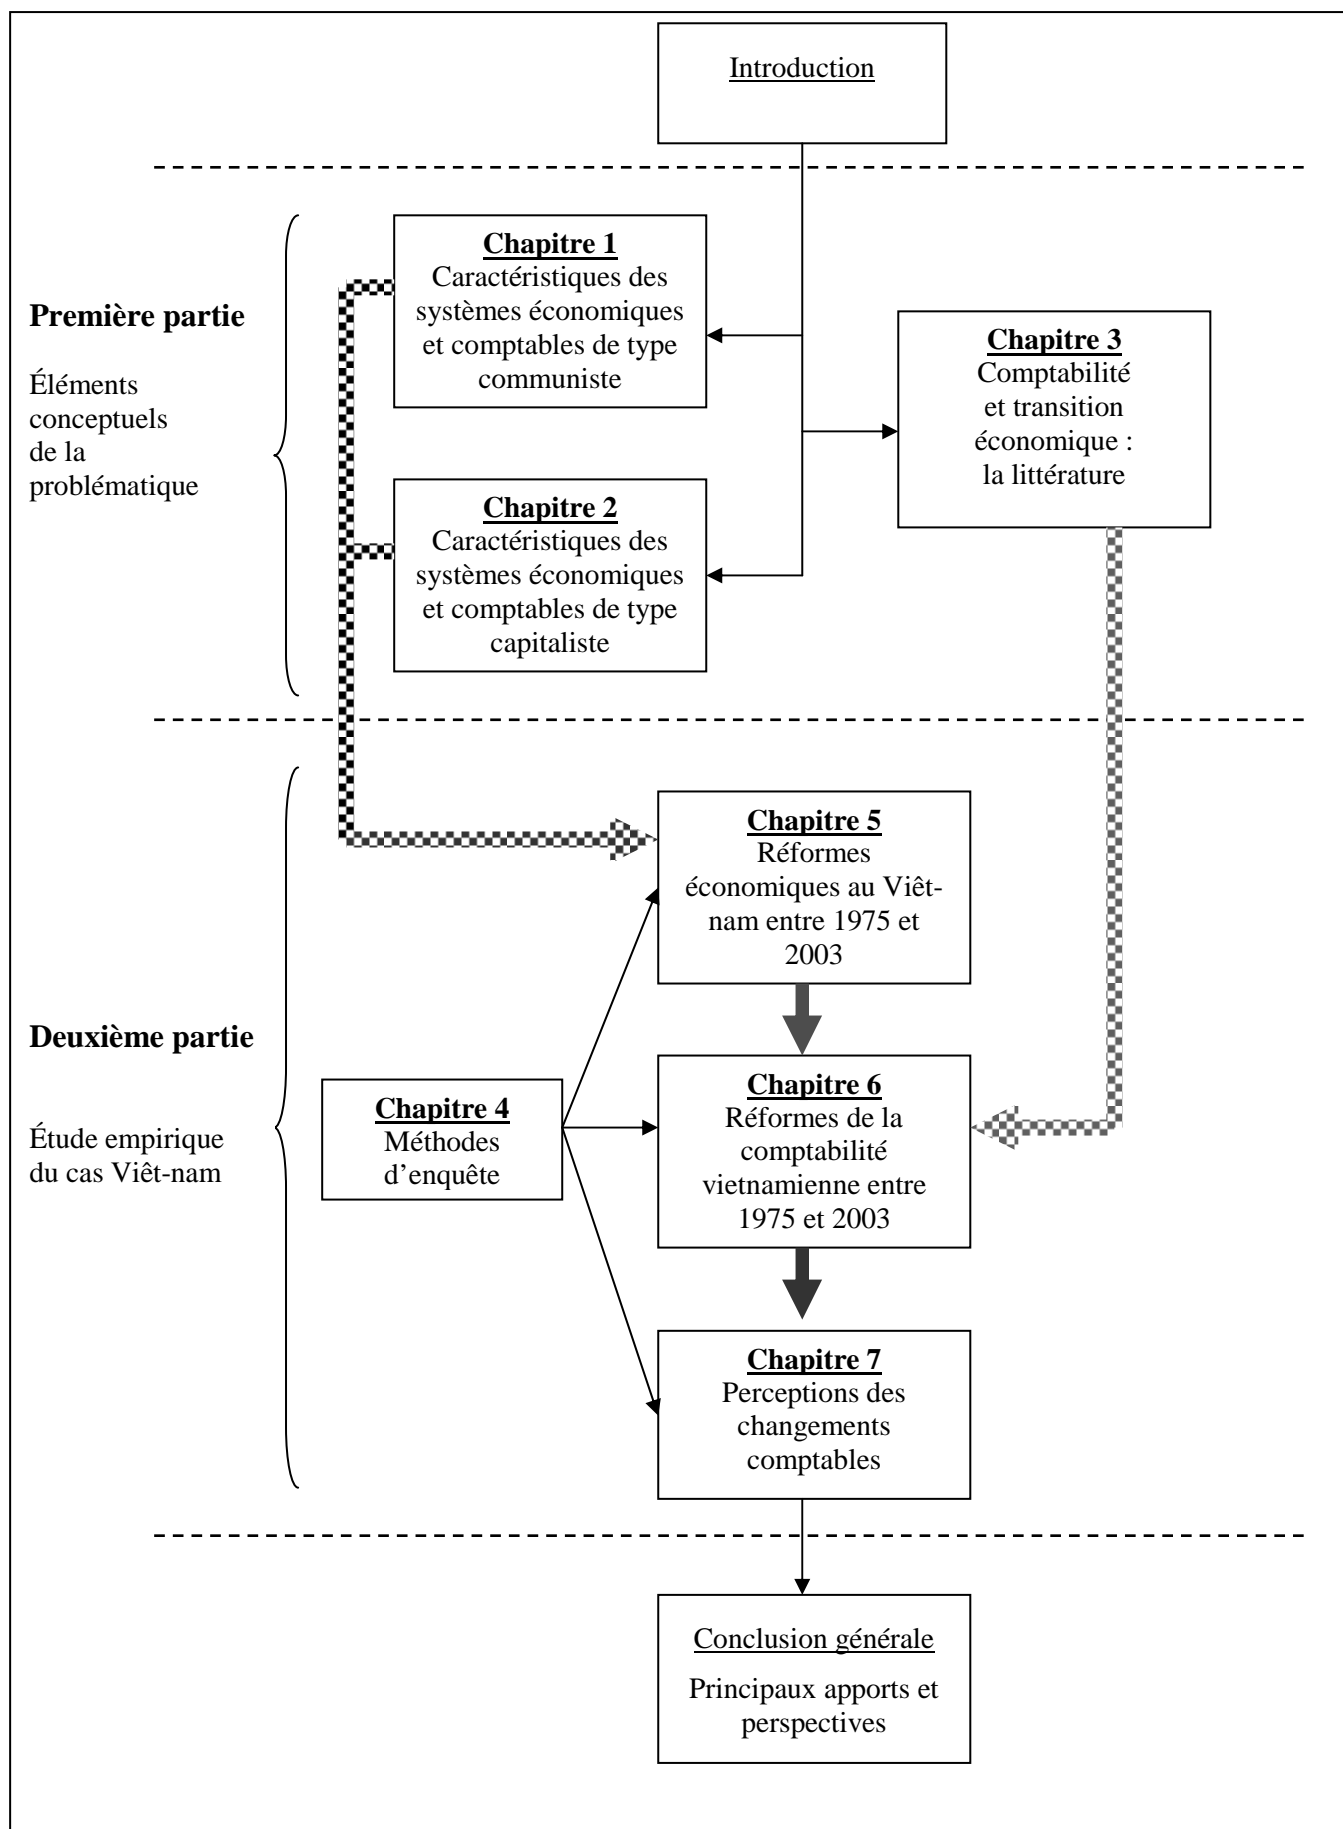 Introduction
Première partie
Éléments
conceptuels
de la
problématique
Chapitre 1
Caractéristiques des
systèmes économiques
et comptables de type
communiste
Chapitre 2
Caractéristiques des
systèmes économiques
et comptables de type
capitaliste
Chapitre 3
Comptabilité
et transition
économique :
la littérature
Deuxième partie
Étude empirique
du cas Viêt-nam
Chapitre 4
Méthodes
d’enquête
Chapitre 5
Réformes
économiques au Viêt-
nam entre 1975 et
2003
Chapitre 6
Réformes de la
comptabilité
vietnamienne entre
1975 et 2003
Chapitre 7
Perceptions des
changements
comptables
Conclusion générale
Principaux apports et
perspectives